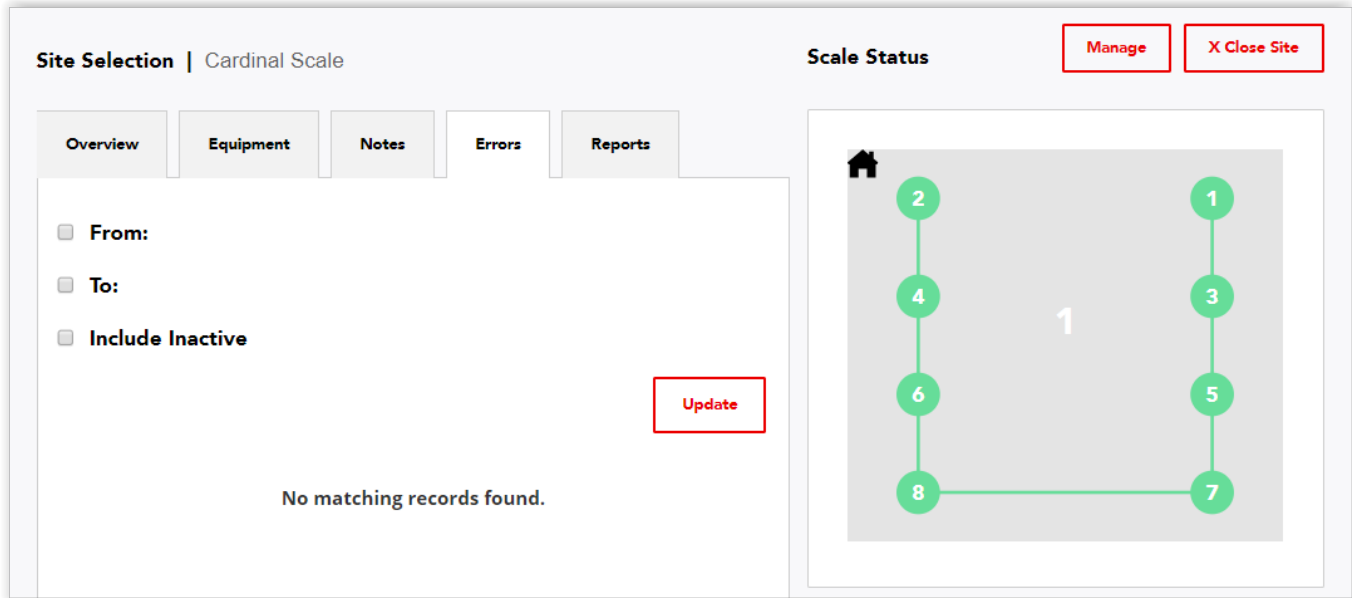 Site Selection | Cardinal Scale
Scale Status
Manage
X Close Site
Overview
Equipment
Notes
Errors
Reports
From:
To:
Include Inactive
Update
No matching records found.
2
1
4
3
1
6
5
8
7